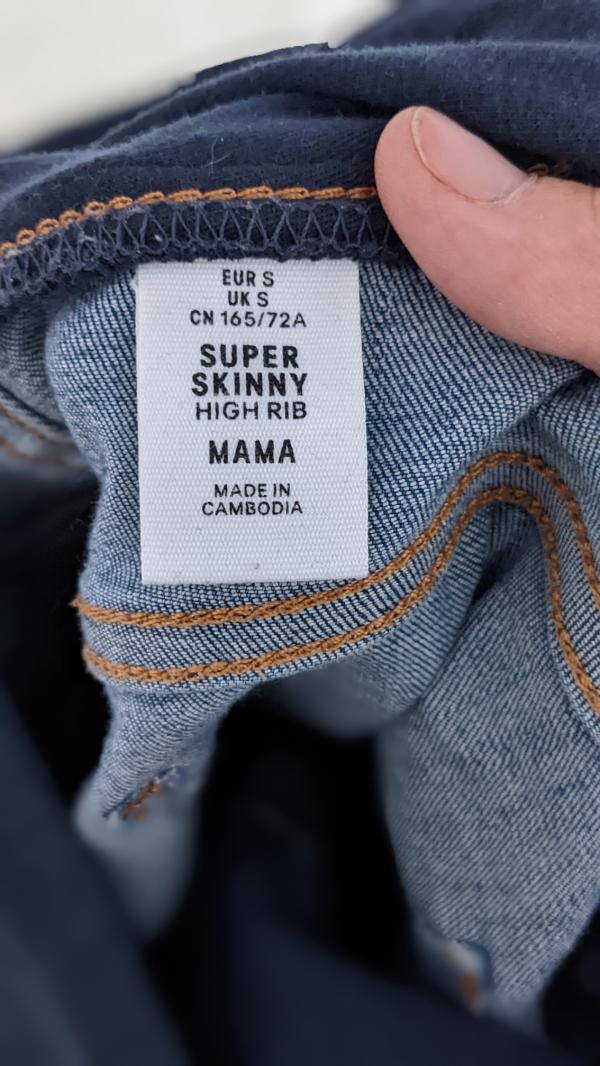 EUR S
UK S
CN 165/72A
SUPER
SKINNY
HIGH RIB
MAMA
MADE IN
CAMBODIA